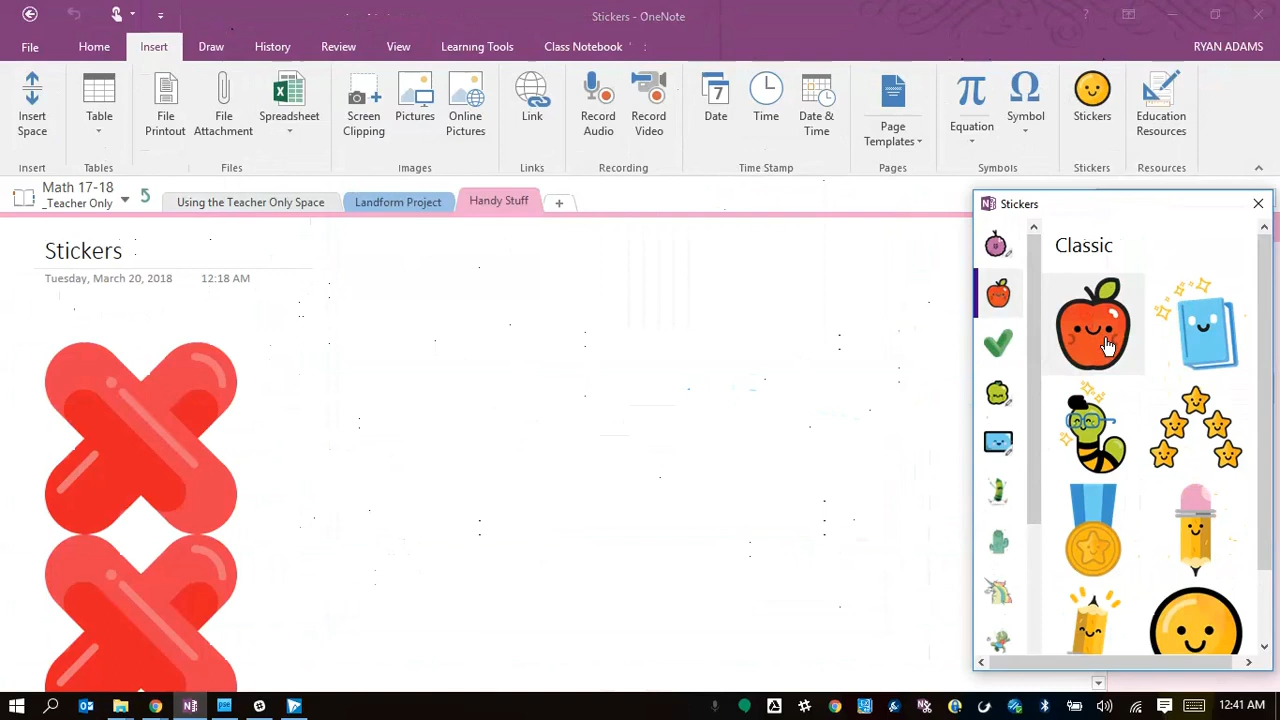 Stickers - OneNote
File Home Insert Draw History Review View Learning Tools Class Notebook RYAN ADAMS
Insert Space
Table
File Printout
File Attachment
Spreadsheet
Screen Clipping
Pictures
Online Pictures
Link
Record Audio
Record Video
7
Date
Time
Date & Time
Page Templates
π
Equation
Ω
Symbol
Stickers
Education Resources
Insert Tables Files Images Links Recording Time Stamp Pages Symbols Stickers Resources
Math 17-18
_Teacher Only
Using the Teacher Only Space Landform Project Handy Stuff
Stickers
Tuesday, March 20, 2018 12:18 AM
Stickers
Classic
12:41 AM